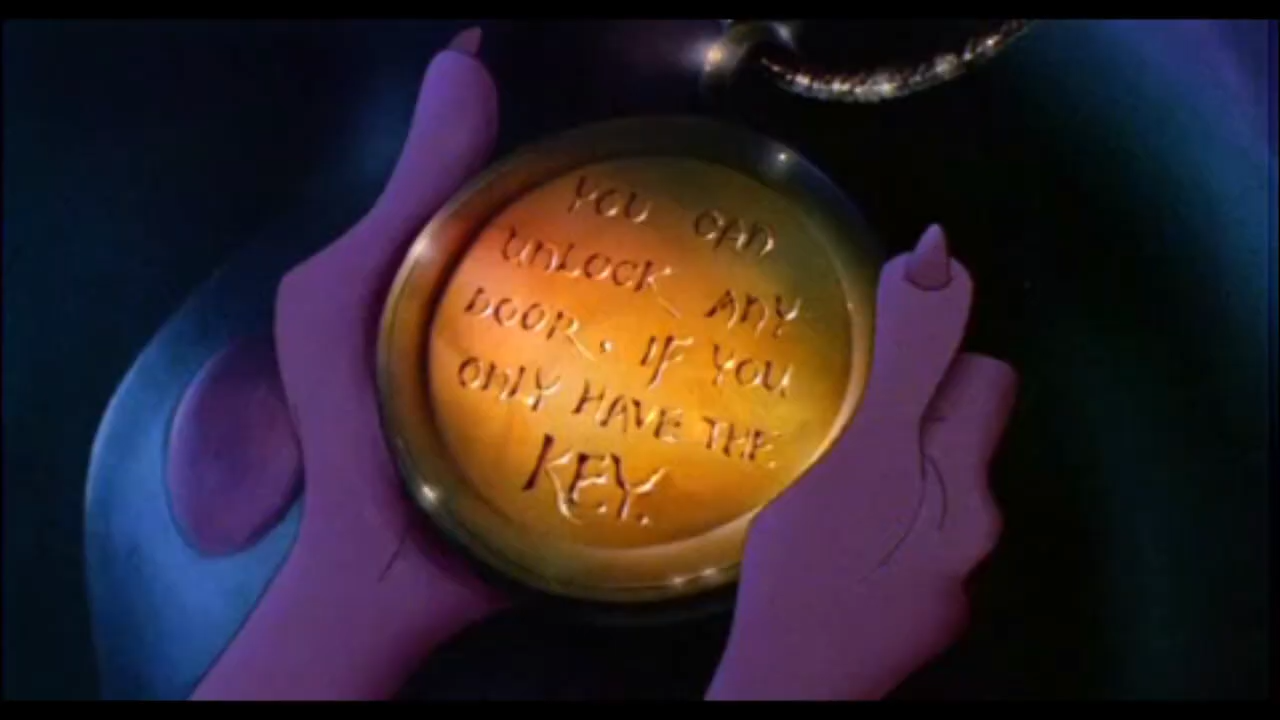 YOU CAN
UNLOCK ANY
DOOR, IF YOU
ONLY HAVE THE
KEY.